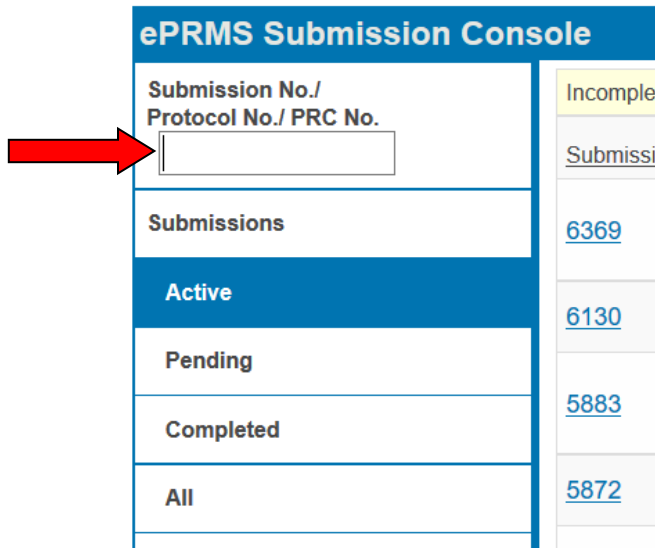 ePRMS Submission Console
Submission No./
Protocol No./ PRC No.
Submissions
Active
Pending
Completed
All
6369
6130
5883
5872